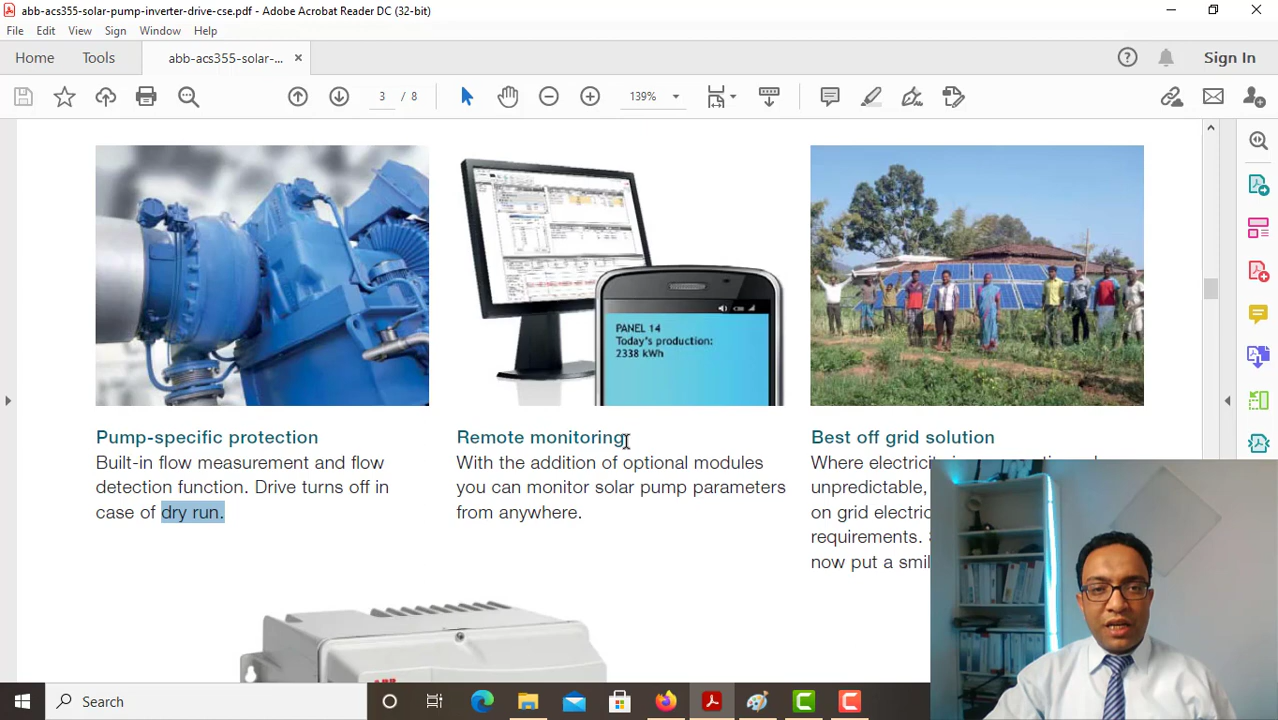 abb-acs355-solar-pump-inverter-drive-cse.pdf - Adobe Acrobat Reader DC (32-bit)
File Edit View Sign Window Help
Home Tools abb-acs355-solar-... Sign In
3 / 8 139%
PANEL 14
Today's production:
2338 kWh
Pump-specific protection
Built-in flow measurement and flow
detection function. Drive turns off in
case of dry run.
Remote monitoring
With the addition of optional modules
you can monitor solar pump parameters
from anywhere.
Best off grid solution
Where electricity
unpredictable,
on grid
requirements.
now put a
ABB
Search